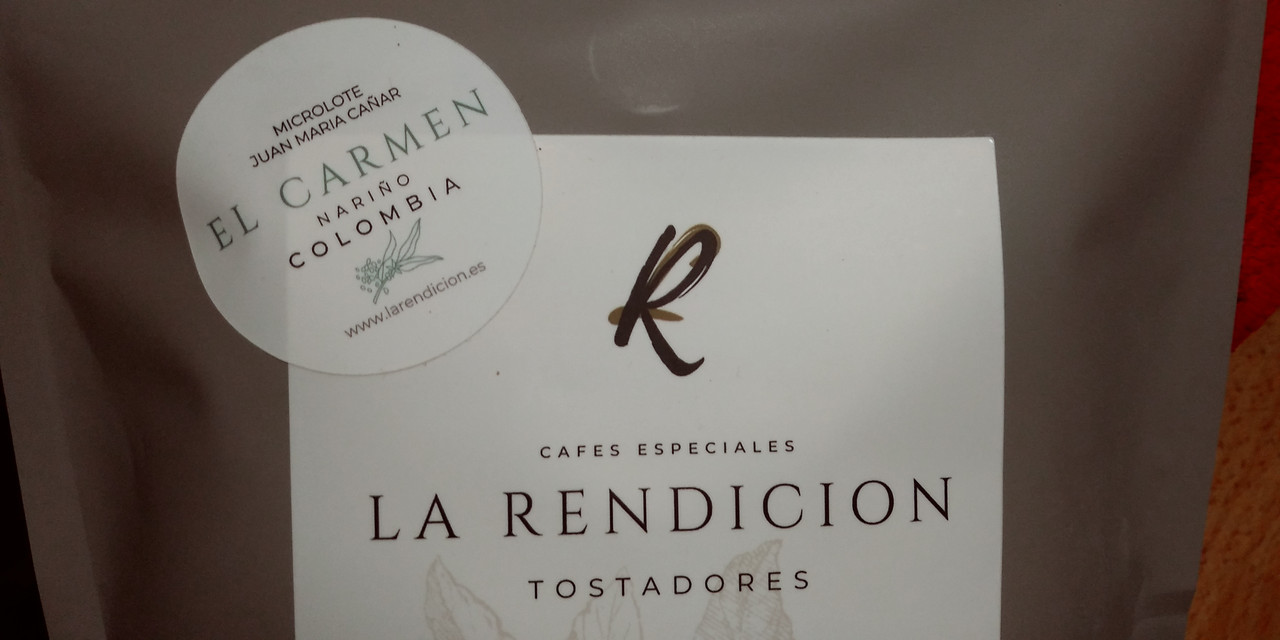 MICROLOTE
JUAN MARIA CAÑAR
EL CARMEN
NARIÑO
COLOMBIA
www.larendicion.es
R
CAFES ESPECIALES
LA RENDICION
TOSTADORES